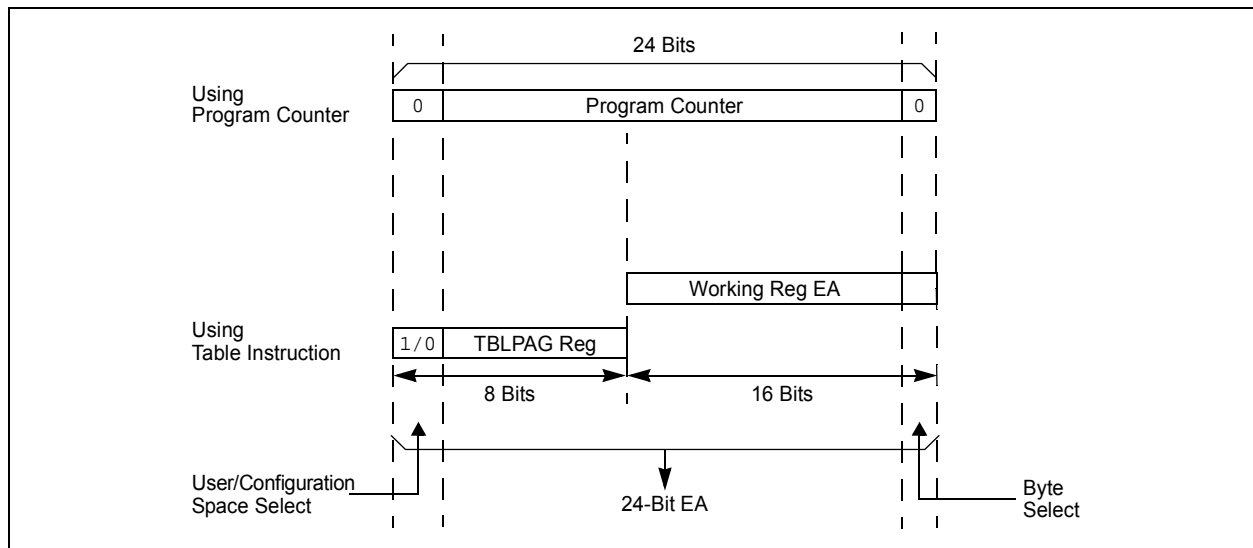 24 Bits
Using
Program Counter
0
Program Counter
0
Working Reg EA
Using
Table Instruction
1/0
TBLPAG Reg
8 Bits
16 Bits
User/Configuration
Space Select
24-Bit EA
Byte
Select